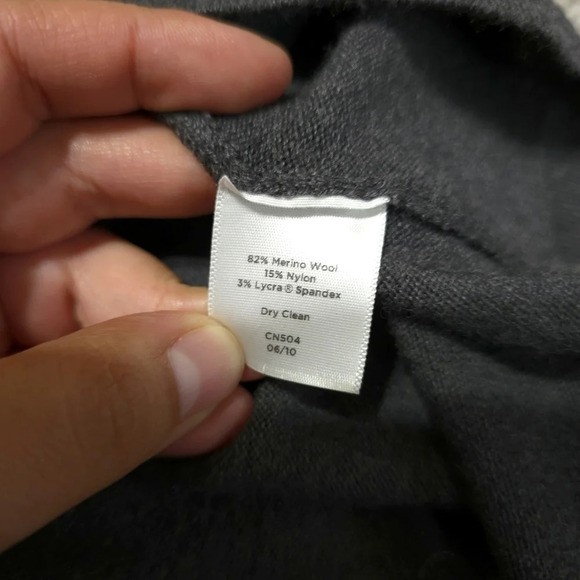 82% Merino Wool
15% Nylon
3% Lycra® Spandex
Dry Clean
CN504
06/10